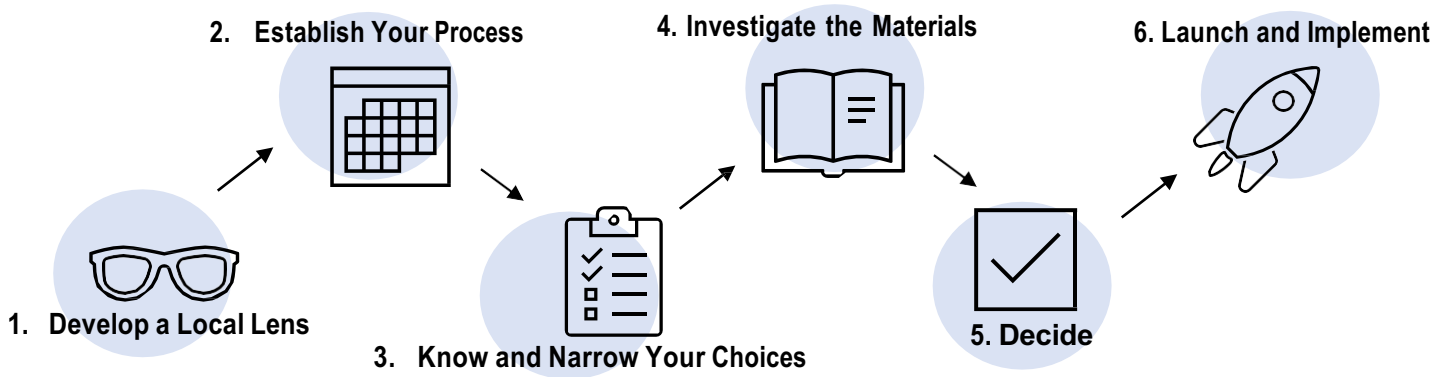 1. Develop a Local Lens
2. Establish Your Process
3. Know and Narrow Your Choices
4. Investigate the Materials
5. Decide
6. Launch and Implement